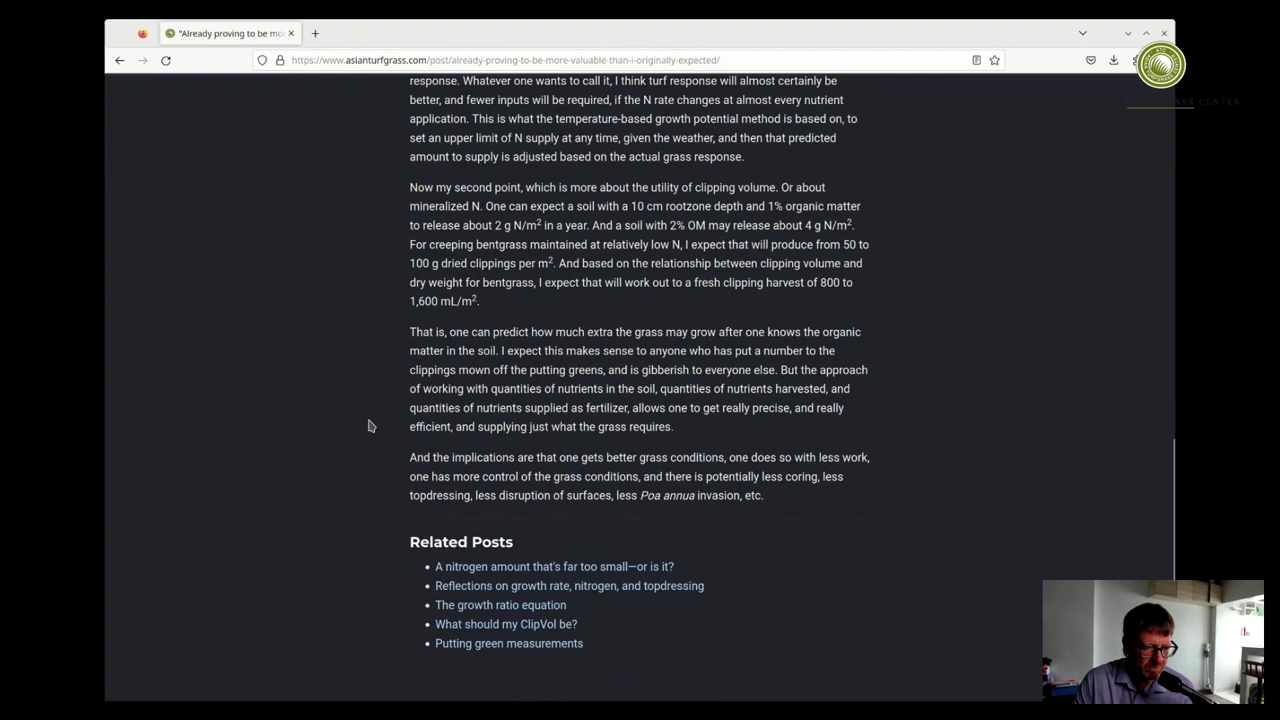 "Already proving to be mo
https://www.asianturfgrass.com/post/already-proving-to-be-more-valuable-than-i-originally-expected/
response. Whatever one wants to call it, I think turf response will almost certainly be
better, and fewer inputs will be required, if the N rate changes at almost every nutrient
application. This is what the temperature-based growth potential method is based on, to
set an upper limit of N supply at any time, given the weather, and then that predicted
amount to supply is adjusted based on the actual grass response.
Now my second point, which is more about the utility of clipping volume. Or about
mineralized N. One can expect a soil with a 10 cm rootzone depth and 1% organic matter
to release about 2 g N/m² in a year. And a soil with 2% OM may release about 4 g N/m².
For creeping bentgrass maintained at relatively low N, I expect that will produce from 50 to
100 g dried clippings per m². And based on the relationship between clipping volume and
dry weight for bentgrass, I expect that will work out to a fresh clipping harvest of 800 to
1,600 mL/m².
That is, one can predict how much extra the grass may grow after one knows the organic
matter in the soil. I expect this makes sense to anyone who has put a number to the
clippings mown off the putting greens, and is gibberish to everyone else. But the approach
of working with quantities of nutrients in the soil, quantities of nutrients harvested, and
quantities of nutrients supplied as fertilizer, allows one to get really precise, and really
efficient, and supplying just what the grass requires.
And the implications are that one gets better grass conditions, one does so with less work,
one has more control of the grass conditions, and there is potentially less coring, less
topdressing, less disruption of surfaces, less Poa annua invasion, etc.
Related Posts
• A nitrogen amount that's far too small—or is it?
• Reflections on growth rate, nitrogen, and topdressing
• The growth ratio equation
• What should my ClipVol be?
• Putting green measurements